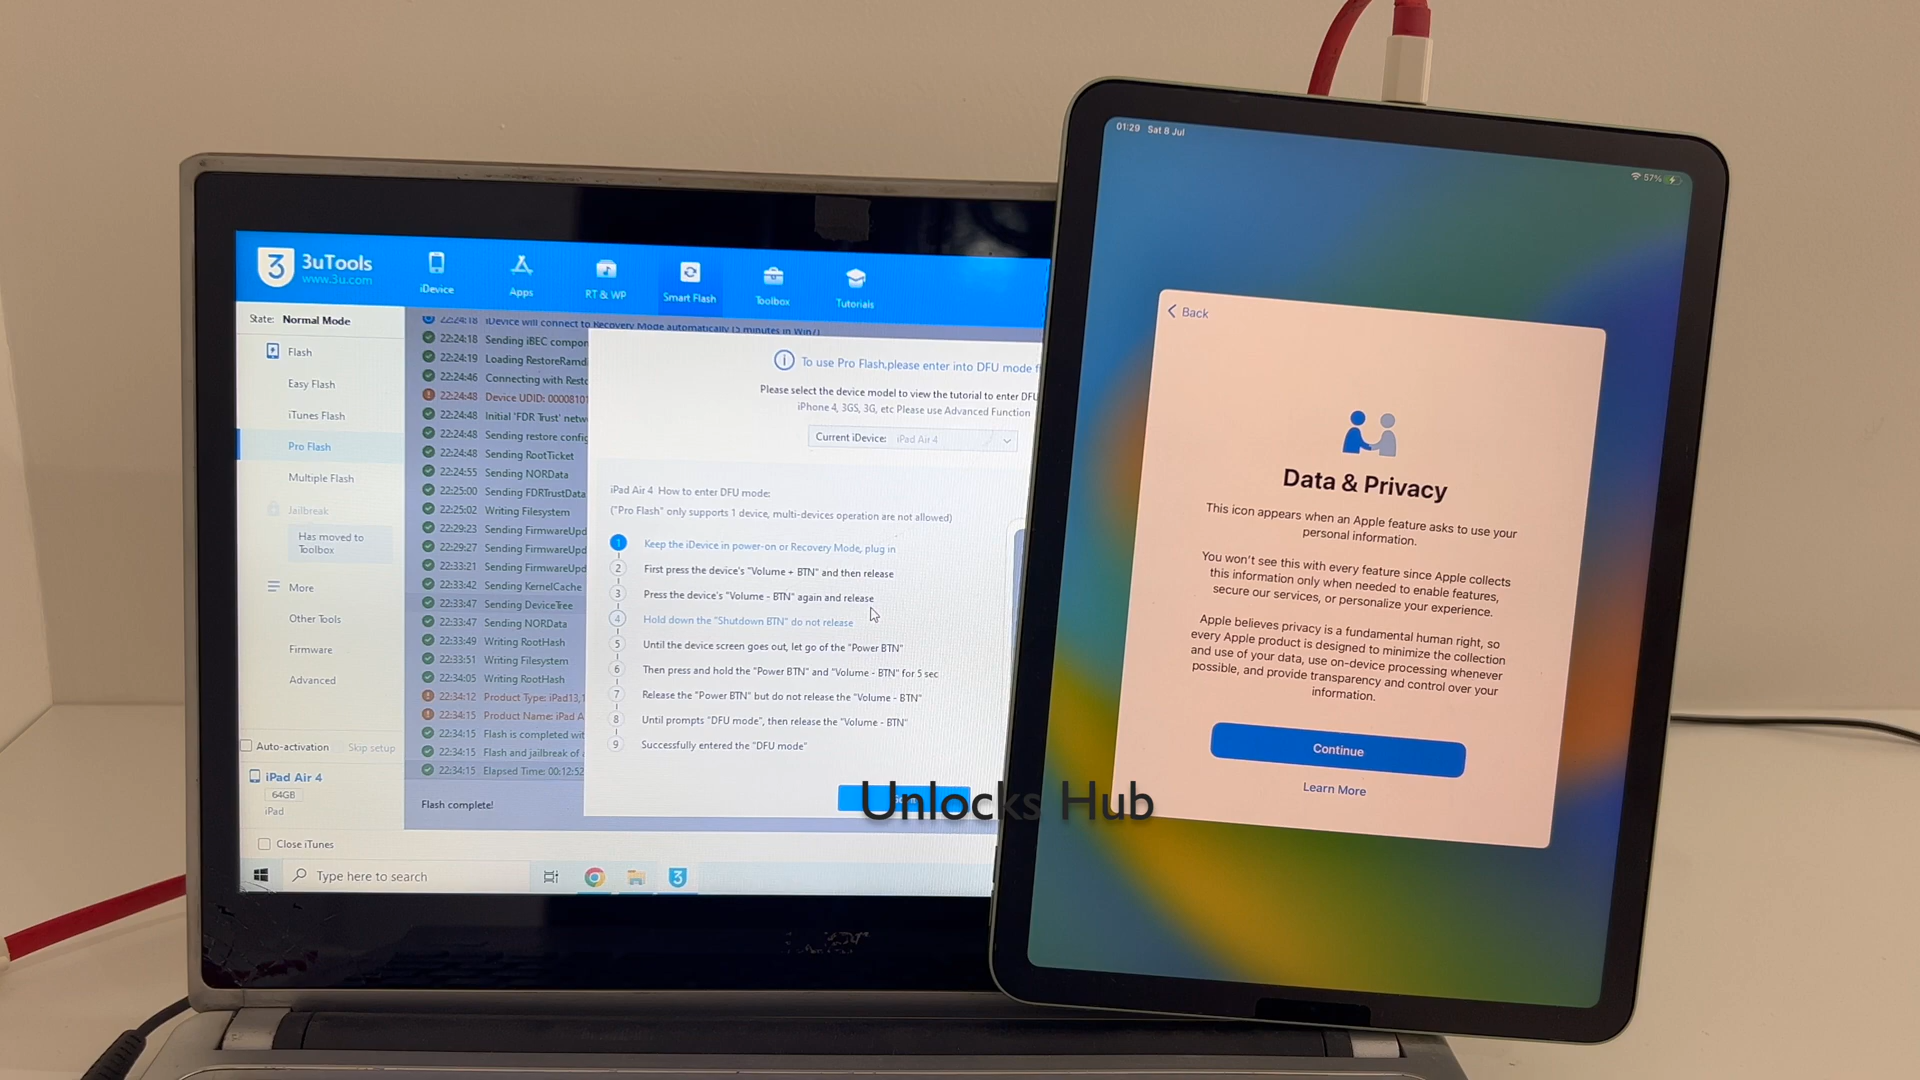 3uTools
www.3u.com
iDevice
Apps
RT & WP
Smart Flash
Toolbox
Tutorials
State: Normal Mode
Flash
Easy Flash
iTunes Flash
Pro Flash
Multiple Flash
Jailbreak
Has moved to
Toolbox
More
Other Tools
Firmware
Advanced
Auto-activation Skip setup
iPad Air 4
64GB
iPad
Close iTunes
22:24:18 iDevice will connect to Recovery Mode automatically (5 minutes in Win7)
22:24:18 Sending iBEC
22:24:19 Loading
22:24:46 Connecting with
22:24:48 Device UDID:
22:24:48 Initial 'FDR Trust'
22:24:48 Sending restore
22:24:48 Sending RootTicket
22:24:55 Sending NORData
22:25:00 Sending FDRTrustData
22:25:02 Writing Filesystem
22:29:23 Sending
22:29:27 Sending
22:33:21 Sending
22:33:42 Sending KernelCache
22:33:47 Sending DeviceTree
22:33:47 Sending NORData
22:33:49 Writing RootHash
22:33:51 Writing Filesystem
22:34:05 Writing RootHash
22:34:12 Product Type: iPad13,1
22:34:15 Product Name: iPad A
22:34:15 Flash is completed
22:34:15 Flash and jailbreak of
22:34:15 Elapsed Time: 00:12:52
Flash complete!
To use Pro Flash,please enter into DFU mode
Please select the device model to view the tutorial to enter DFU
iPhone 4, 3GS, 3G, etc Please use Advanced Function
Current iDevice: iPad Air 4
iPad Air 4 How to enter DFU mode:
("Pro Flash" only supports 1 device, multi-devices operation are not allowed)
1 Keep the iDevice in power-on or Recovery Mode, plug in
2 First press the device's "Volume + BTN" and then release
3 Press the device's "Volume - BTN" again and release
4 Hold down the "Shutdown BTN" do not release
5 Until the device screen goes out, let go of the "Power BTN"
6 Then press and hold the "Power BTN" and "Volume - BTN" for 5 sec
7 Release the "Power BTN" but do not release the "Volume - BTN"
8 Until prompts "DFU mode", then release the "Volume - BTN"
9 Successfully entered the "DFU mode"
Type here to search
Unlocks Hub
01:29 Sat 8 Jul
57%
Back
Data & Privacy
This icon appears when an Apple feature asks to use your
personal information.
You won't see this with every feature since Apple collects
this information only when needed to enable features,
secure our services, or personalize your experience.
Apple believes privacy is a fundamental human right, so
every Apple product is designed to minimize the collection
and use of your data, use on-device processing whenever
possible, and provide transparency and control over your
information.
Continue
Learn More